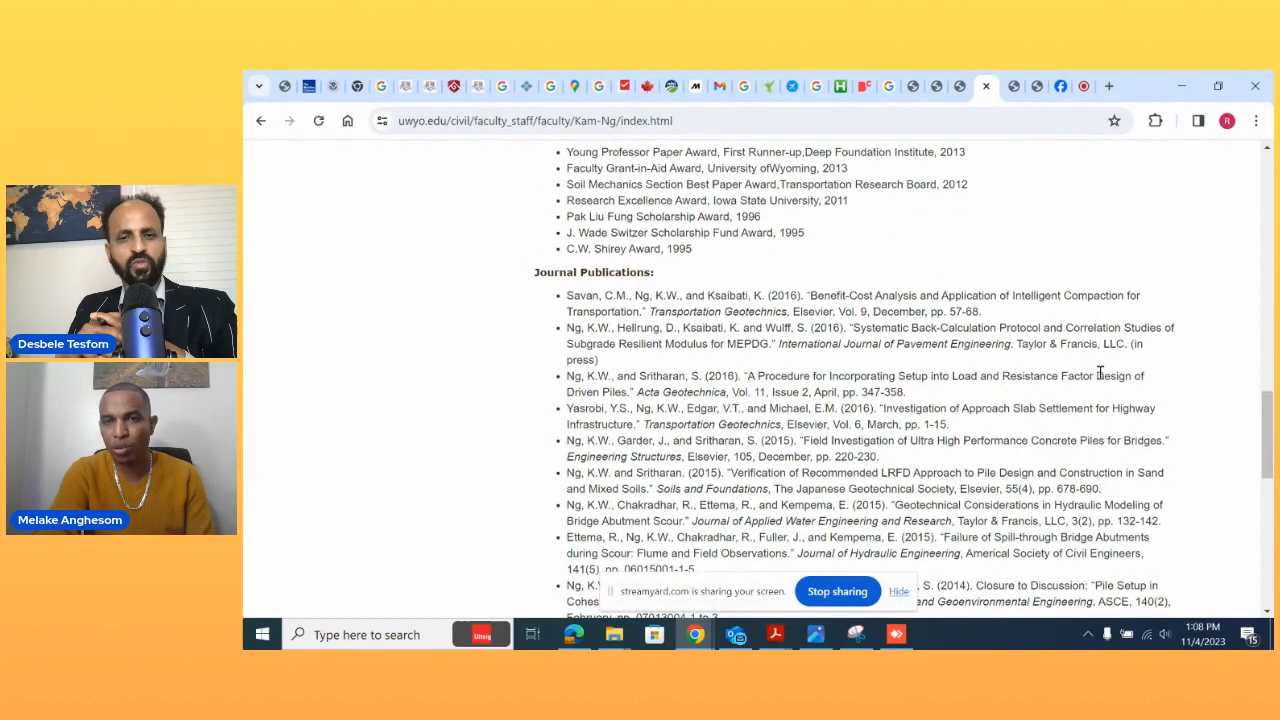 uwyo.edu/civil/faculty_staff/faculty/Kam-Ng/index.html
Young Professor Paper Award, First Runner-up,Deep Foundation Institute, 2013
Faculty Grant-in-Aid Award, University ofWyoming, 2013
Soil Mechanics Section Best Paper Award,Transportation Research Board, 2012
Research Excellence Award, Iowa State University, 2011
Pak Liu Fung Scholarship Award, 1996
J. Wade Switzer Scholarship Fund Award, 1995
C.W. Shirey Award, 1995
Journal Publications:
Savan, C.M., Ng, K.W., and Ksaibati, K. (2016). “Benefit-Cost Analysis and Application of Intelligent Compaction for
Transportation.” Transportation Geotechnics, Elsevier, Vol. 9, December, pp. 57-68.
Ng, K.W., Hellrung, D., Ksaibati, K. and Wulff, S. (2016). “Systematic Back-Calculation Protocol and Correlation Studies of
Subgrade Resilient Modulus for MEPDG.” International Journal of Pavement Engineering. Taylor & Francis, LLC. (in
press)
Ng, K.W., and Sritharan, S. (2016). “A Procedure for Incorporating Setup into Load and Resistance Factor Design of
Driven Piles.” Acta Geotechnica, Vol. 11, Issue 2, April, pp. 347-358.
Yasrobi, Y.S., Ng, K.W., Edgar, V.T., and Michael, E.M. (2016). “Investigation of Approach Slab Settlement for Highway
Infrastructure.” Transportation Geotechnics, Elsevier, Vol. 6, March, pp. 1-15.
Ng, K.W., Garder, J., and Sritharan, S. (2015). “Field Investigation of Ultra High Performance Concrete Piles for Bridges.”
Engineering Structures, Elsevier, 105, December, pp. 220-230.
Ng, K.W. and Sritharan. (2015). “Verification of Recommended LRFD Approach to Pile Design and Construction in Sand
and Mixed Soils.” Soils and Foundations, The Japanese Geotechnical Society, Elsevier, 55(4), pp. 678-690.
Ng, K.W., Chakradhar, R., Ettema, R., and Kempema, E. (2015). “Geotechnical Considerations in Hydraulic Modeling of
Bridge Abutment Scour.” Journal of Applied Water Engineering and Research, Taylor & Francis, LLC, 3(2), pp. 132-142.
Ettema, R., Ng, K.W., Chakradhar, R., Fuller, J., and Kempema, E. (2015). “Failure of Spill-through Bridge Abutments
during Scour: Flume and Field Observations.” Journal of Hydraulic Engineering, Americal Society of Civil Engineers,
141(5), pp. 06015001-1-5.
Ng, K.W S. (2014). Closure to Discussion: “Pile Setup in
Cohes and Geoenvironmental Engineering, ASCE, 140(2),
February, pp. 07013004-1 to 3.
streamyard.com is sharing your screen.
Stop sharing
Hide
Desbele Tesfom
Melake Anghesom
Type here to search
Ulteig
1:08 PM
11/4/2023
15
R